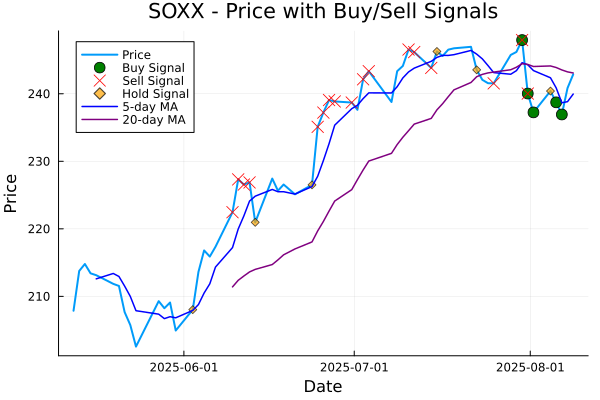 SOXX - Price with Buy/Sell Signals
Price
Buy Signal
Sell Signal
Hold Signal
5-day MA
20-day MA
240
230
220
210
Price
2025-06-01
2025-07-01
2025-08-01
Date